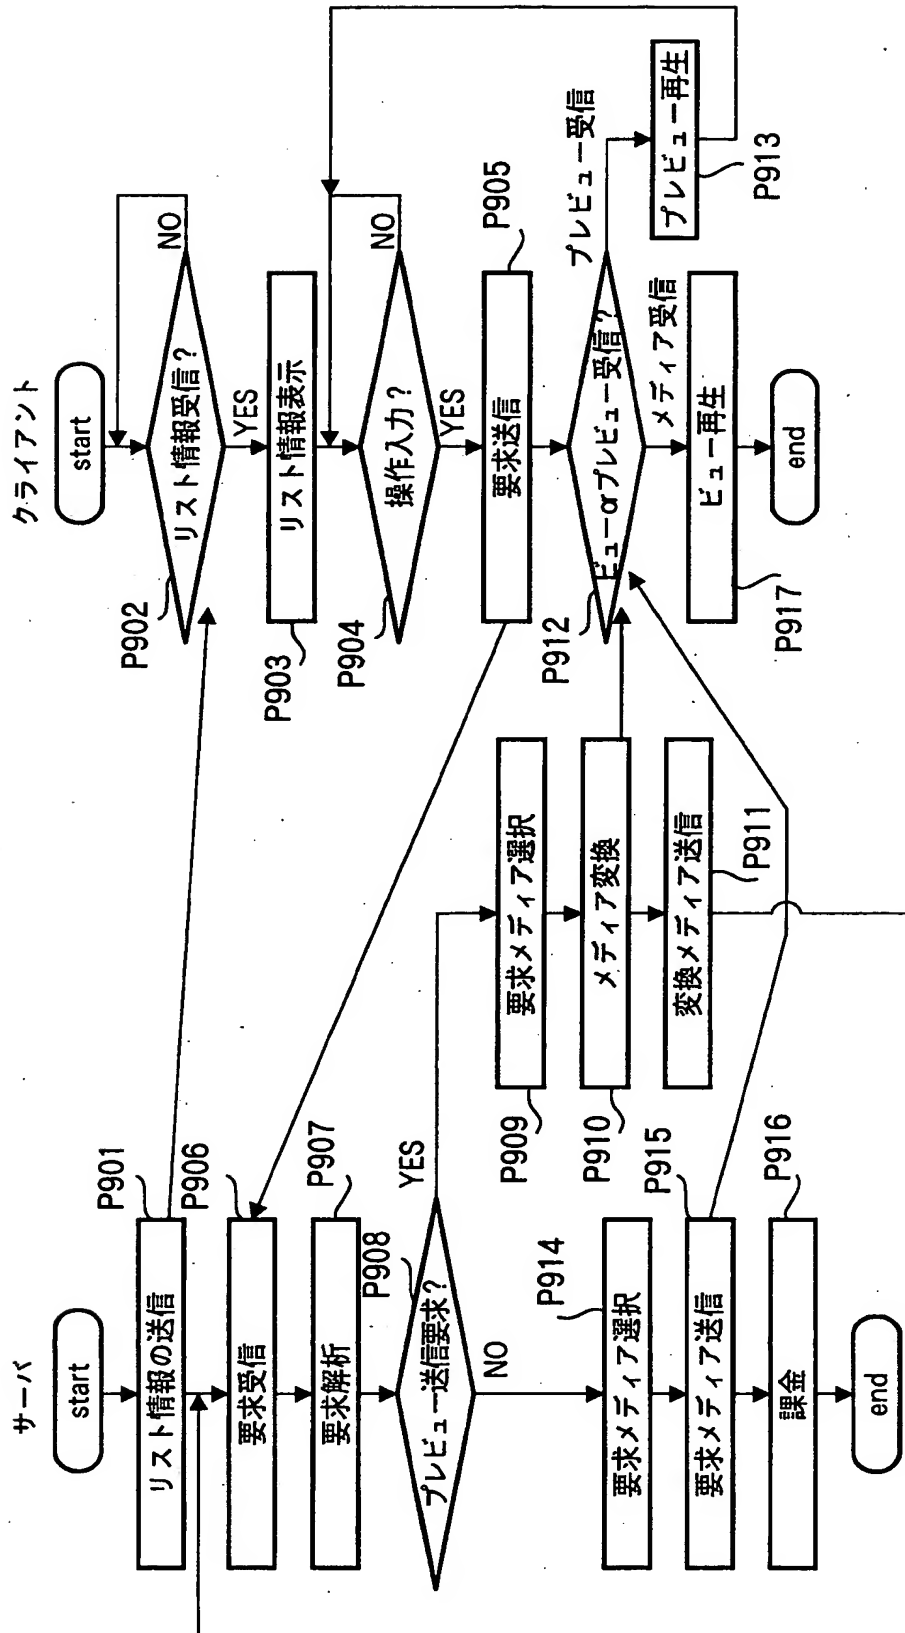 サーバ
start
P901
リスト情報の送信
P906
要求受信
P907
要求解析
P908
プレビュー送信要求？
YES
NO
P909
要求メディア選択
P910
メディア変換
P911
変換メディア送信
P914
要求メディア選択
P915
要求メディア送信
P916
課金
end
クライアント
start
P902
リスト情報受信？
NO
YES
P903
リスト情報表示
P904
操作入力？
NO
YES
P905
要求送信
P912
ビューorプレビュー受信？
プレビュー受信
メディア受信
P913
プレビュー再生
P917
ビュー再生
end